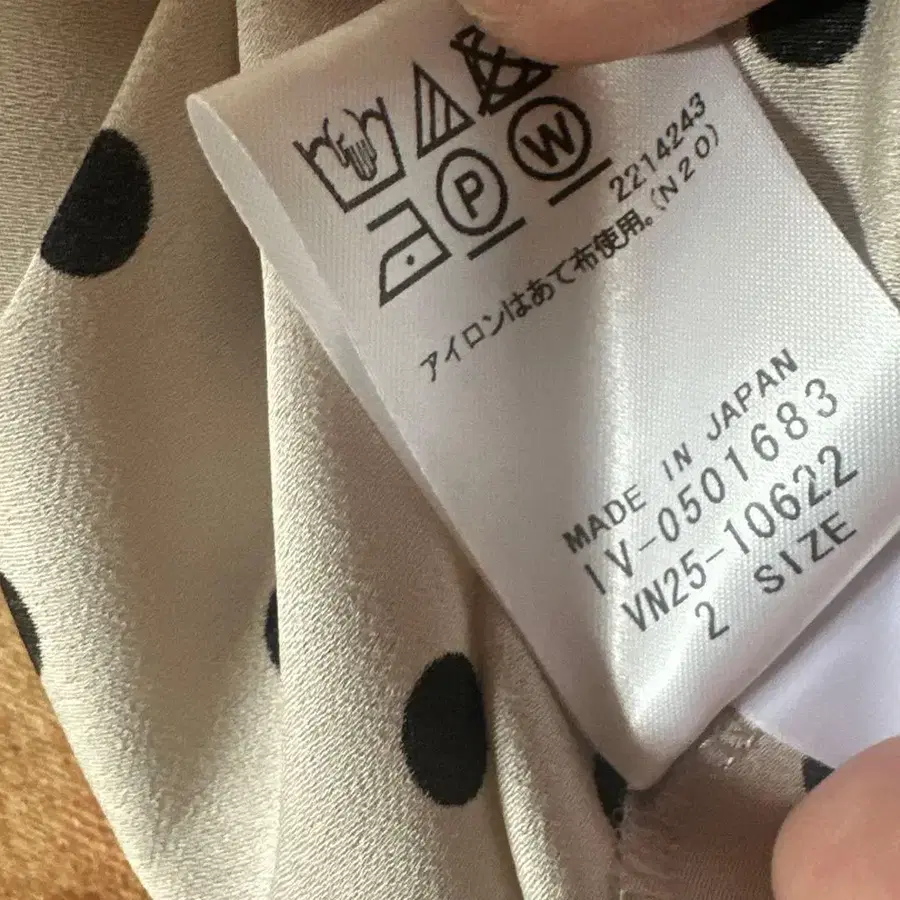 P W
2214243
アイロンはあて布使用。(N20)
MADE IN JAPAN
IV-0501683
VN25-10622
2 SIZE